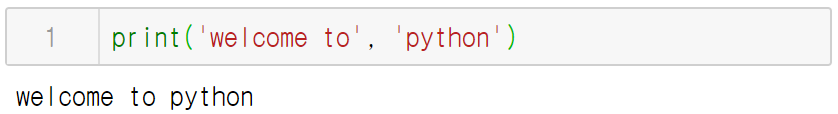 1 print('welcome to', 'python')
welcome to python